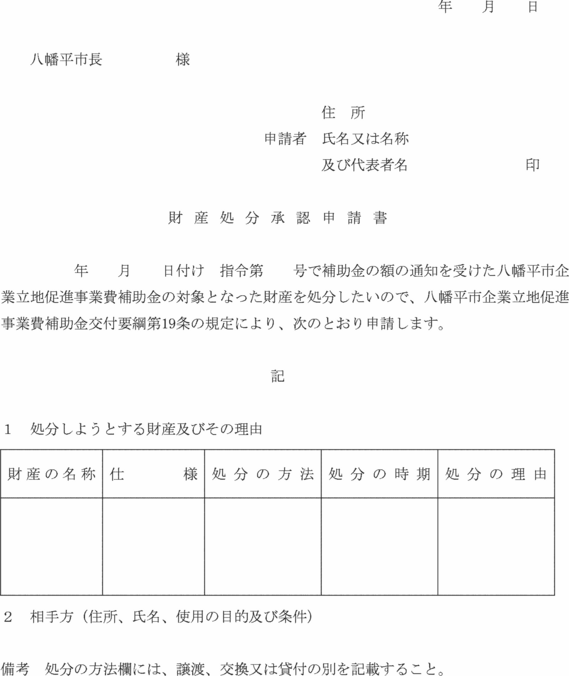 年　　月　　日
八幡平市長　　　　　様
住　所
申請者　氏名又は名称
及び代表者名　　　　　　　　印
財　産　処　分　承　認　申　請　書
年　　月　　日付け　指令第　　号で補助金の額の通知を受けた八幡平市企
業立地促進事業費補助金の対象となった財産を処分したいので、八幡平市企業立地促進
事業費補助金交付要綱第19条の規定により、次のとおり申請します。
記
１　処分しようとする財産及びその理由
財産の名称　仕　　　様　処分の方法　処分の時期　処分の理由
２　相手方（住所、氏名、使用の目的及び条件）
備考　処分の方法欄には、譲渡、交換又は貸付の別を記載すること。